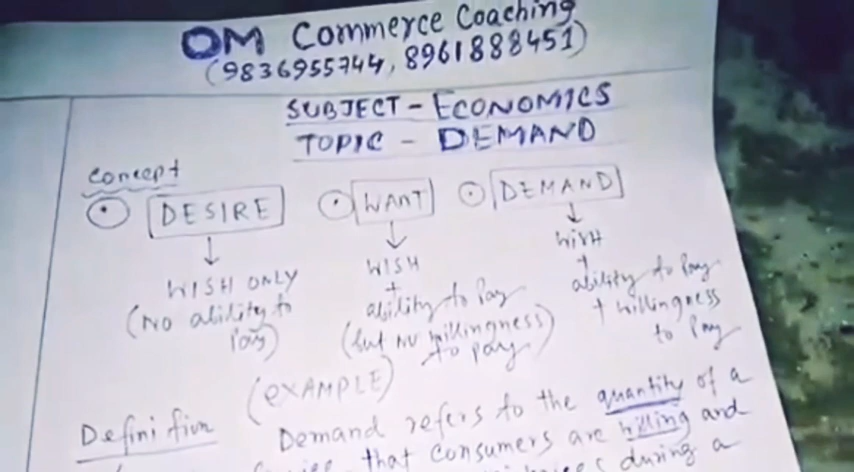 OM Commerce Coaching
(9836955744, 8961888451)
SUBJECT - ECONOMICS
TOPIC - DEMAND
Concept
DESIRE
WISH ONLY
(No ability to
Pay)
WANT
WISH
+
ability to Pay
(but no willingness
to pay)
DEMAND
WISH
+
ability to Pay
+ willingness
to Pay
(EXAMPLE)
Definition
Demand refers to the quantity of a
that consumers are willing and
during a